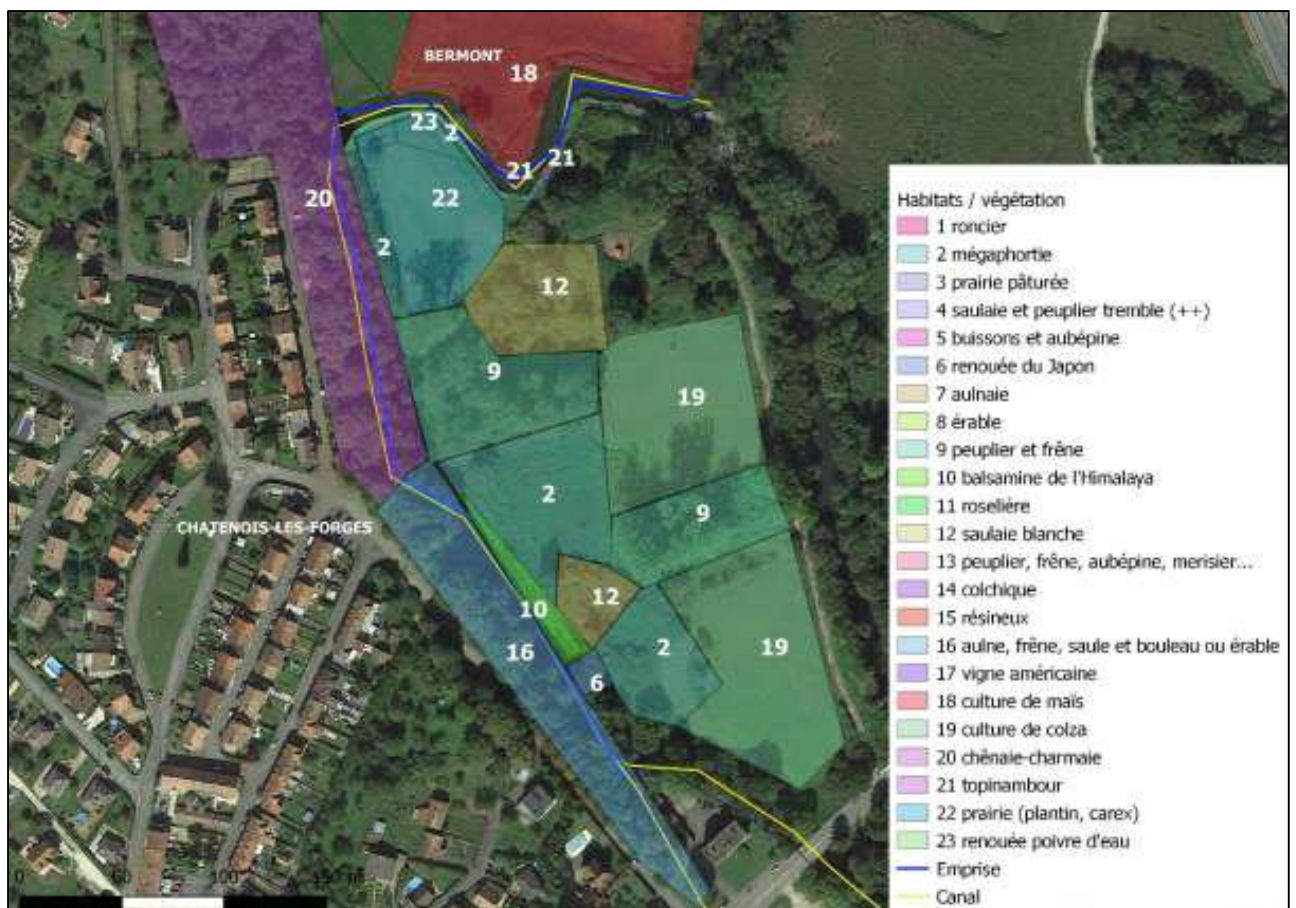 BERMONT
18
23
2
21
21
20
22
2
12
9
19
2
9
CHATENOIS-LES-FORGES
10
12
16
2
19
6
Habitats / végétation
1 roncier
2 mégaphortie
3 prairie pâturée
4 saulaie et peuplier tremble (++)
5 buissons et aubépine
6 renouée du Japon
7 aulnaie
8 érable
9 peuplier et frêne
10 balsamine de l'Himalaya
11 roselière
12 saulaie blanche
13 peuplier, frêne, aubépine, merisier...
14 colchique
15 résineux
16 aulne, frêne, saule et bouleau ou érable
17 vigne américaine
18 culture de maïs
19 culture de colza
20 chênaie-charmaie
21 topinambour
22 prairie (plantin, carex)
23 renouée poivre d'eau
Emprise
Canal
0 50 100 150 m